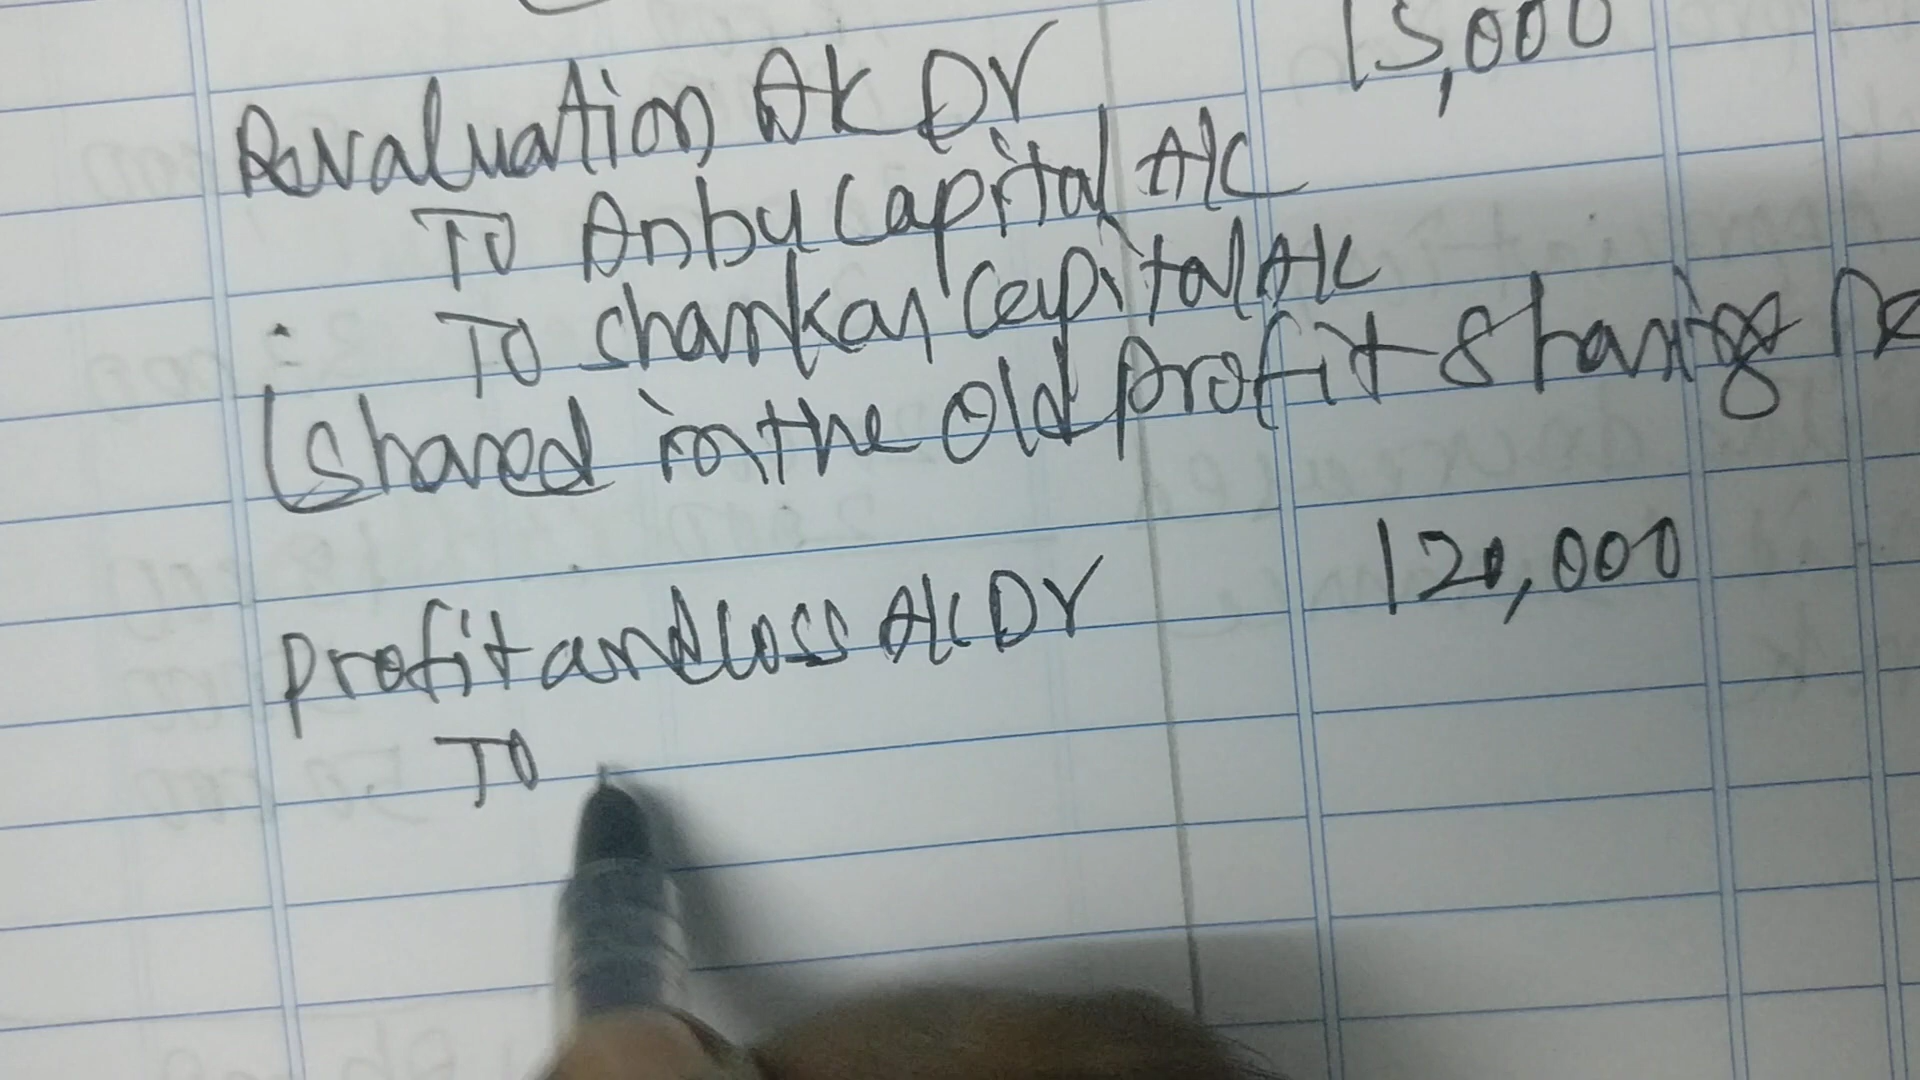 Revaluation A/c Dr 15,000
To Anbu Capital A/c
To Shankar Capital A/c
(Shared in the Old profit sharing
Profit and loss A/c Dr 120,000
To